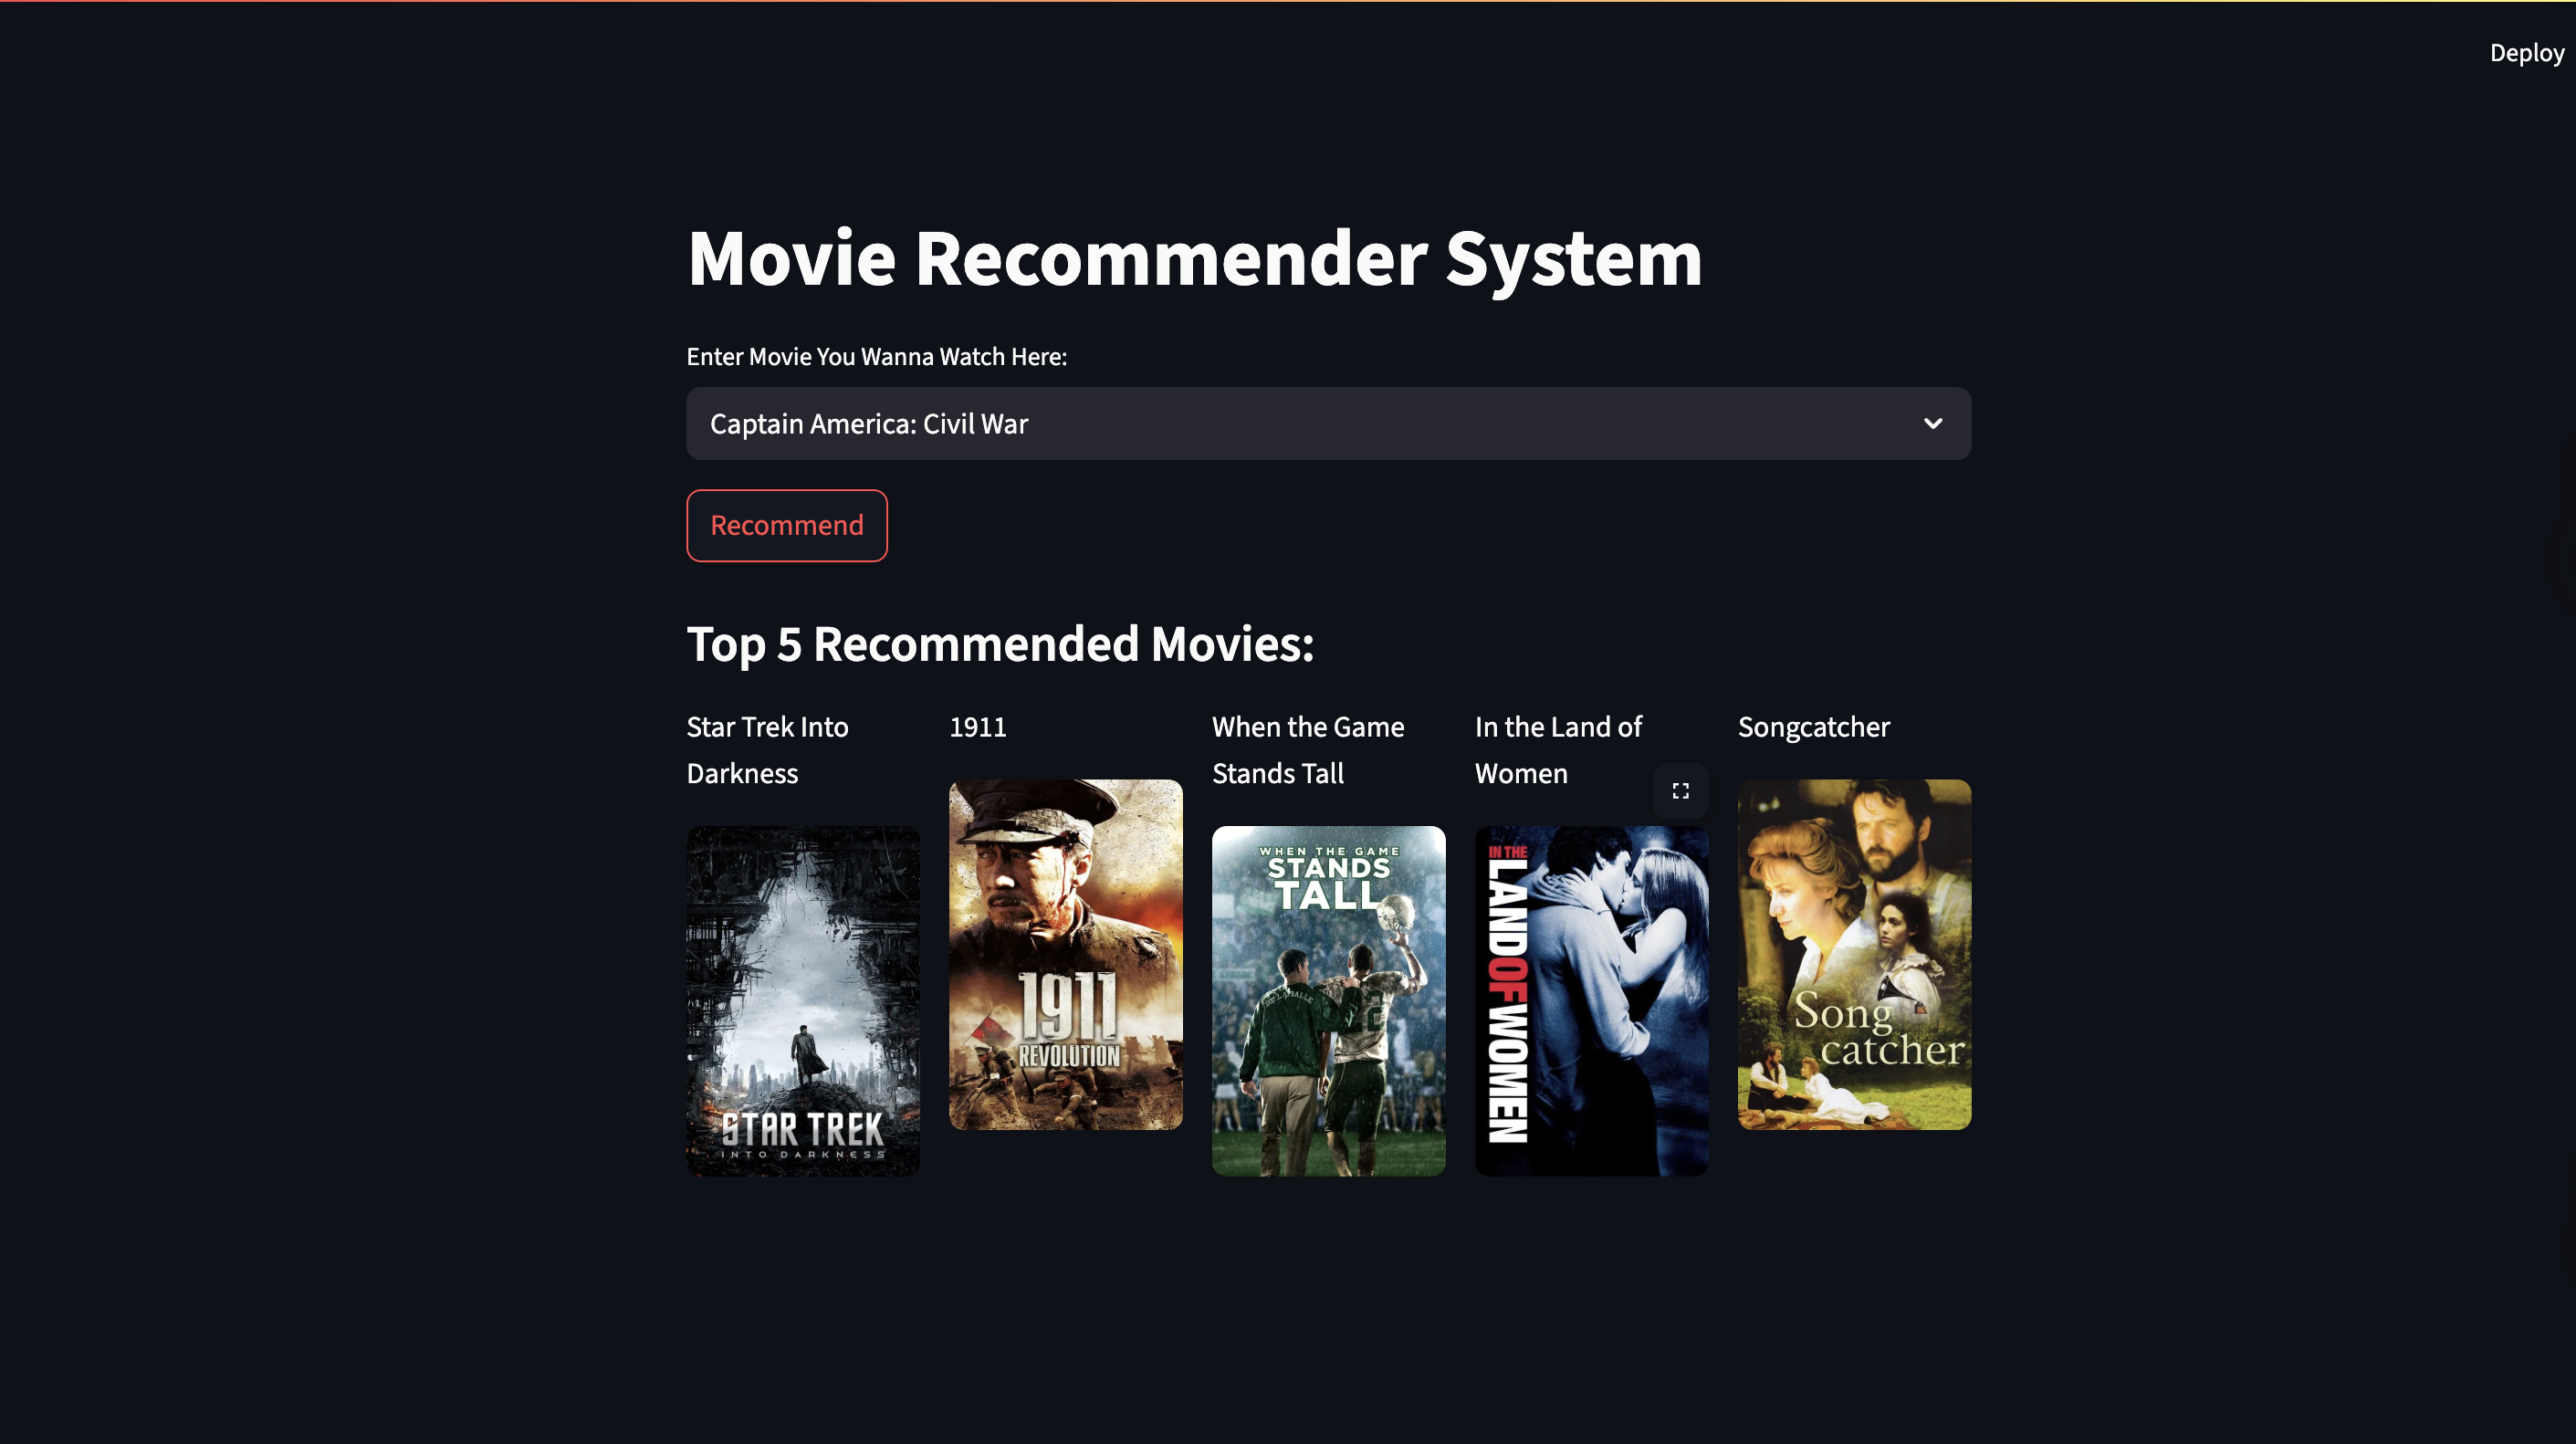 Deploy
Movie Recommender System
Enter Movie You Wanna Watch Here:
Captain America: Civil War
Recommend
Top 5 Recommended Movies:
Star Trek Into
Darkness
1911
When the Game
Stands Tall
In the Land of
Women
Songcatcher
STAR TREK
INTO DARKNESS
1911
REVOLUTION
WHEN THE GAME
STANDS
TALL
IN THE
LAND OF WOMEN
Song
catcher